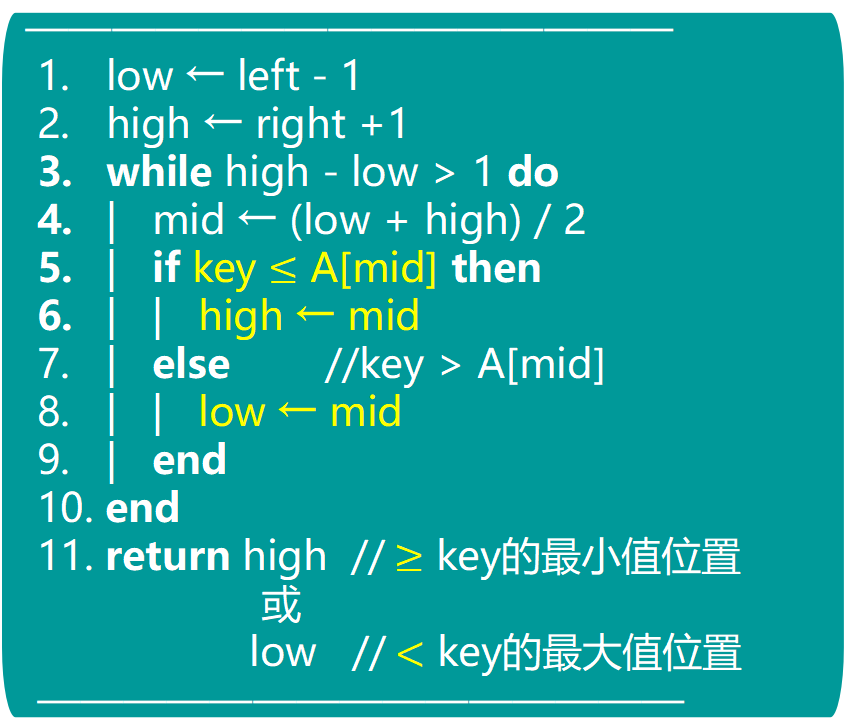 1. low ← left - 1
2. high ← right +1
3. while high - low > 1 do
4. | mid ← (low + high) / 2
5. | if key ≤ A[mid] then
6. | | high ← mid
7. | else //key > A[mid]
8. | | low ← mid
9. | end
10. end
11. return high // ≥ key的最小值位置
或
low // < key的最大值位置